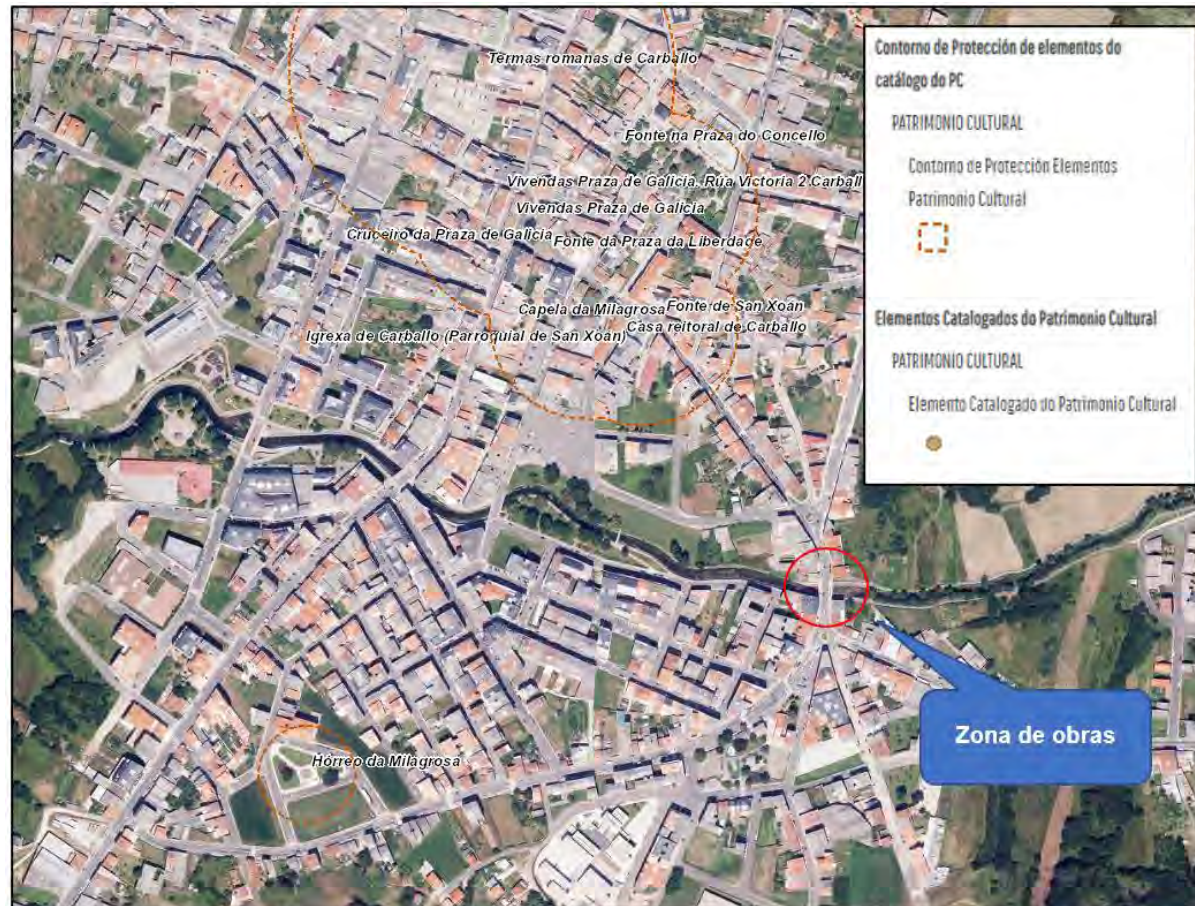 Contorno de Protección de elementos do
catálogo do PC
PATRIMONIO CULTURAL
Contorno de Protección Elementos
Patrimonio Cultural
Elementos Catalogados do Patrimonio Cultural
PATRIMONIO CULTURAL
Elemento Catalogado do Patrimonio Cultural
Termas romanas de Carballo
Fonte na Praza do Concello
Vivendas Praza de Galicia. Rúa Victoria 2.Carball
Vivendas Praza de Galicia
Cruceiro da Praza de Galicia
Fonte da Praza da Liberdade
Capela da Milagrosa
Fonte de San Xoán
Igrexa de Carballo (Parroquial de San Xoán)
Casa reitoral de Carballo
Zona de obras
Hórreo da Milagrosa